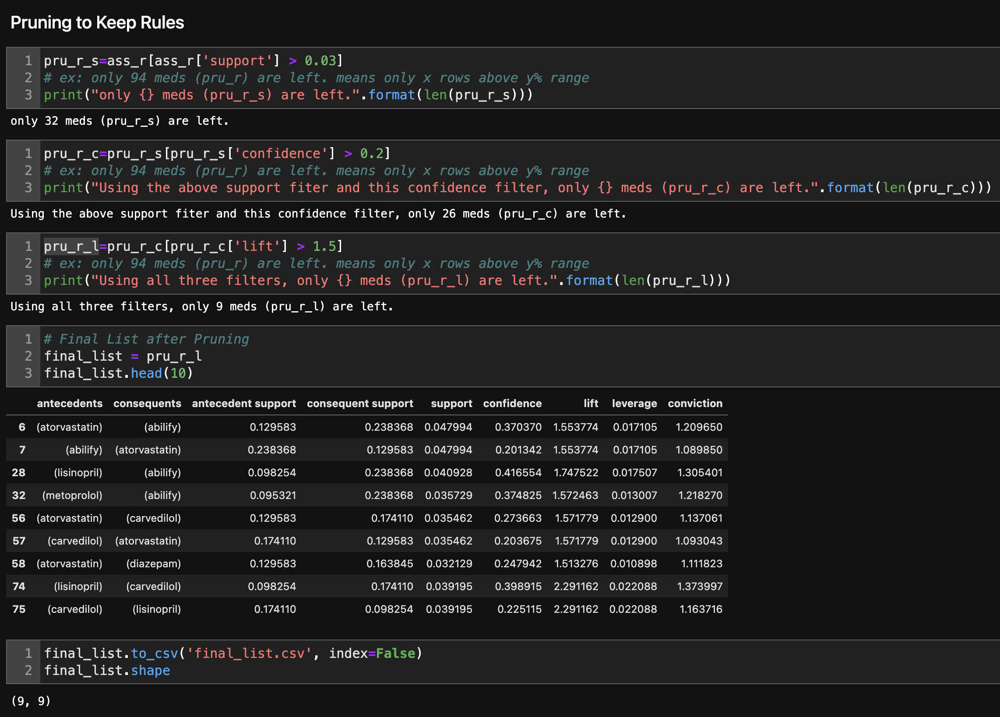 Pruning to Keep Rules
1 pru_r_s=ass_r[ass_r['support'] > 0.03]
2 # ex: only 94 meds (pru_r) are left. means only x rows above y% range
3 print("only {} meds (pru_r_s) are left.".format(len(pru_r_s)))
only 32 meds (pru_r_s) are left.
1 pru_r_c=pru_r_s[pru_r_s['confidence'] > 0.2]
2 # ex: only 94 meds (pru_r) are left. means only x rows above y% range
3 print("Using the above support fiter and this confidence filter, only {} meds (pru_r_c) are left.".format(len(pru_r_c)))
Using the above support fiter and this confidence filter, only 26 meds (pru_r_c) are left.
1 pru_r_l=pru_r_c[pru_r_c['lift'] > 1.5]
2 # ex: only 94 meds (pru_r) are left. means only x rows above y% range
3 print("Using all three filters, only {} meds (pru_r_l) are left.".format(len(pru_r_l)))
Using all three filters, only 9 meds (pru_r_l) are left.
1 # Final List after Pruning
2 final_list = pru_r_l
3 final_list.head(10)
antecedents consequents antecedent support consequent support support confidence lift leverage conviction
6 (atorvastatin) (abilify) 0.129583 0.238368 0.047994 0.370370 1.553774 0.017105 1.209650
7 (abilify) (atorvastatin) 0.238368 0.129583 0.047994 0.201342 1.553774 0.017105 1.089850
28 (lisinopril) (abilify) 0.098254 0.238368 0.040928 0.416554 1.747522 0.017507 1.305401
32 (metoprolol) (abilify) 0.095321 0.238368 0.035729 0.374825 1.572463 0.013007 1.218270
56 (atorvastatin) (carvedilol) 0.129583 0.174110 0.035462 0.273663 1.571779 0.012900 1.137061
57 (carvedilol) (atorvastatin) 0.174110 0.129583 0.035462 0.203675 1.571779 0.012900 1.093043
58 (atorvastatin) (diazepam) 0.129583 0.163845 0.032129 0.247942 1.513276 0.010898 1.111823
74 (lisinopril) (carvedilol) 0.098254 0.174110 0.039195 0.398915 2.291162 0.022088 1.373997
75 (carvedilol) (lisinopril) 0.174110 0.098254 0.039195 0.225115 2.291162 0.022088 1.163716
1 final_list.to_csv('final_list.csv', index=False)
2 final_list.shape
(9, 9)